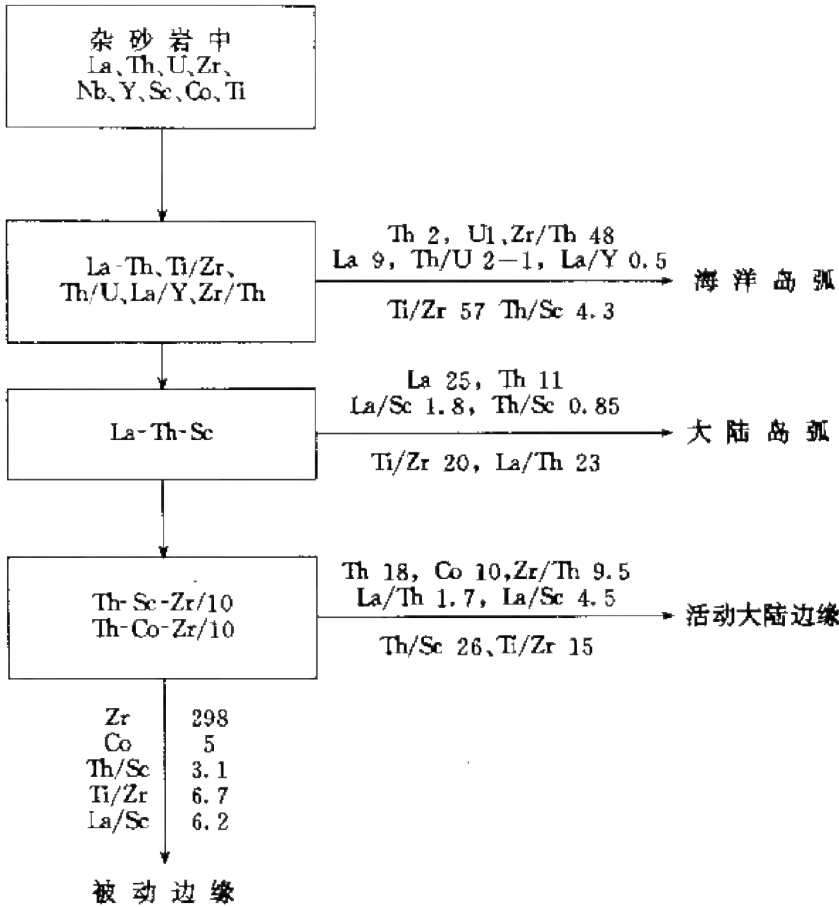 杂砂岩中
La、Th、U、Zr、
Nb、Y、Sc、Co、Ti
La-Th、Ti/Zr、
Th/U、La/Y、Zr/Th
Th 2, U1、Zr/Th 48
La 9, Th/U 2—1, La/Y 0.5
Ti/Zr 57 Th/Sc 4.3
海洋岛弧
La-Th-Sc
La 25, Th 11
La/Sc 1.8, Th/Sc 0.85
Ti/Zr 20, La/Th 23
大陆岛弧
Th-Sc-Zr/10
Th-Co-Zr/10
Th 18, Co 10,Zr/Th 9.5
La/Th 1.7, La/Sc 4.5
Th/Sc 26、Ti/Zr 15
活动大陆边缘
Zr 298
Co 5
Th/Sc 3.1
Ti/Zr 6.7
La/Sc 6.2
被动边缘